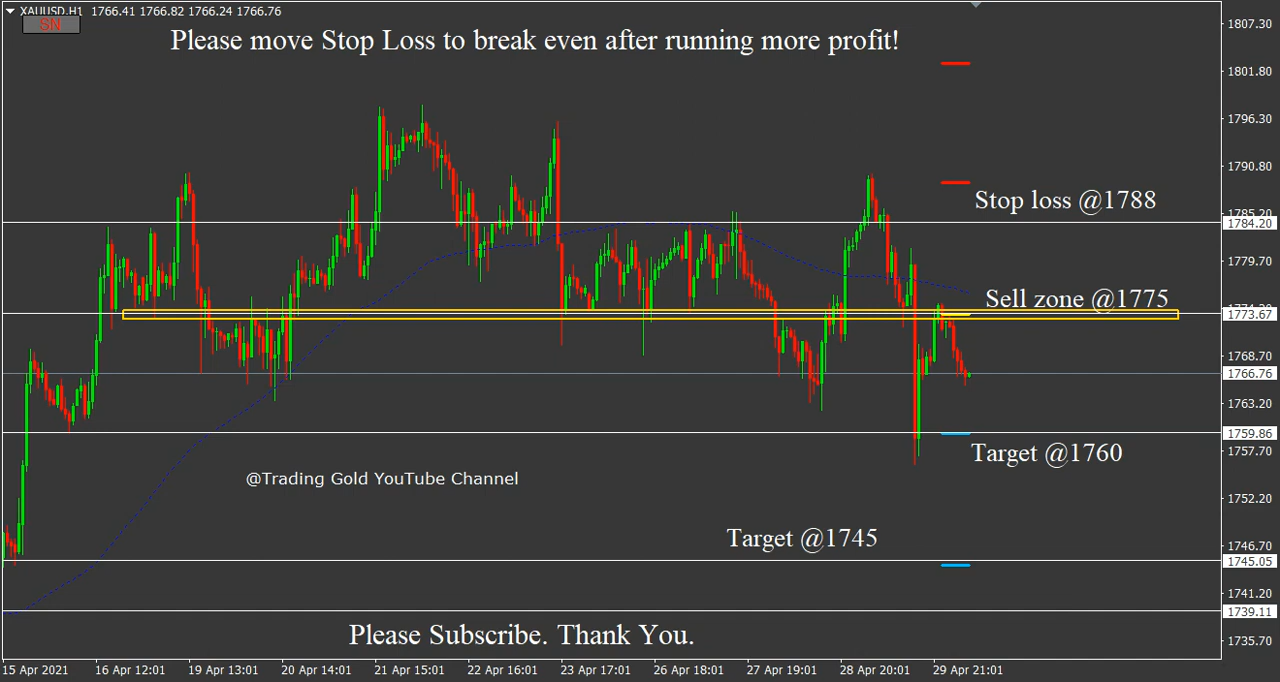 XAUUSD,H1 1766.41 1766.82 1766.24 1766.76
SN
Please move Stop Loss to break even after running more profit!
1807.30
1801.80
1796.30
1790.80
Stop loss @1788
1785.20
1784.20
1779.70
Sell zone @1775
1774.20
1773.67
1768.70
1766.76
1763.20
1759.86
Target @1760
1757.70
@Trading Gold YouTube Channel
1752.20
Target @1745
1746.70
1745.05
1741.20
1739.11
Please Subscribe. Thank You.
1735.70
15 Apr 2021 16 Apr 12:01 19 Apr 13:01 20 Apr 14:01 21 Apr 15:01 22 Apr 16:01 23 Apr 17:01 26 Apr 18:01 27 Apr 19:01 28 Apr 20:01 29 Apr 21:01